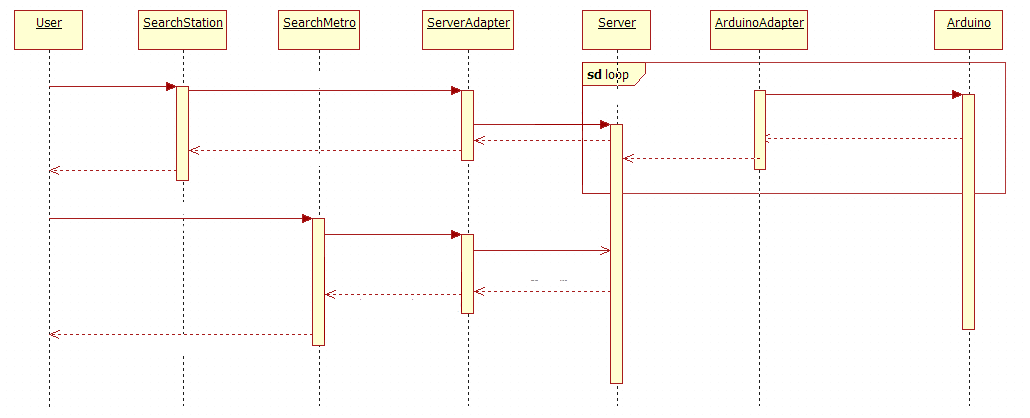 User
SearchStation
SearchMetro
ServerAdapter
Server
ArduinoAdapter
Arduino
sd loop